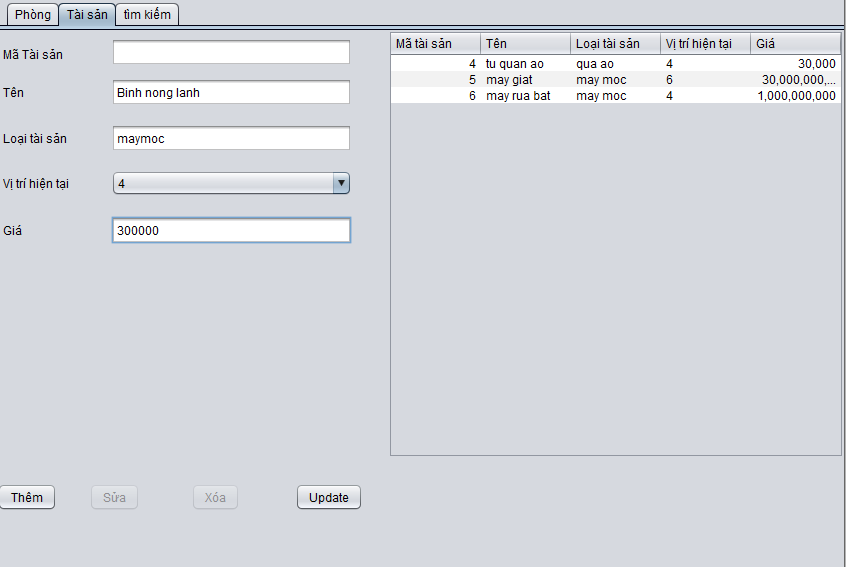 Phòng Tài sản tìm kiếm
Mã Tài sản
Tên Binh nong lanh
Loại tài sản maymoc
Vị trí hiện tại 4
Giá 300000
Mã tài sản Tên Loại tài sản Vị trí hiện tại Giá
4 tu quan ao qua ao 4 30,000
5 may giat may moc 6 30,000,000,...
6 may rua bat may moc 4 1,000,000,000
Thêm Sửa Xóa Update